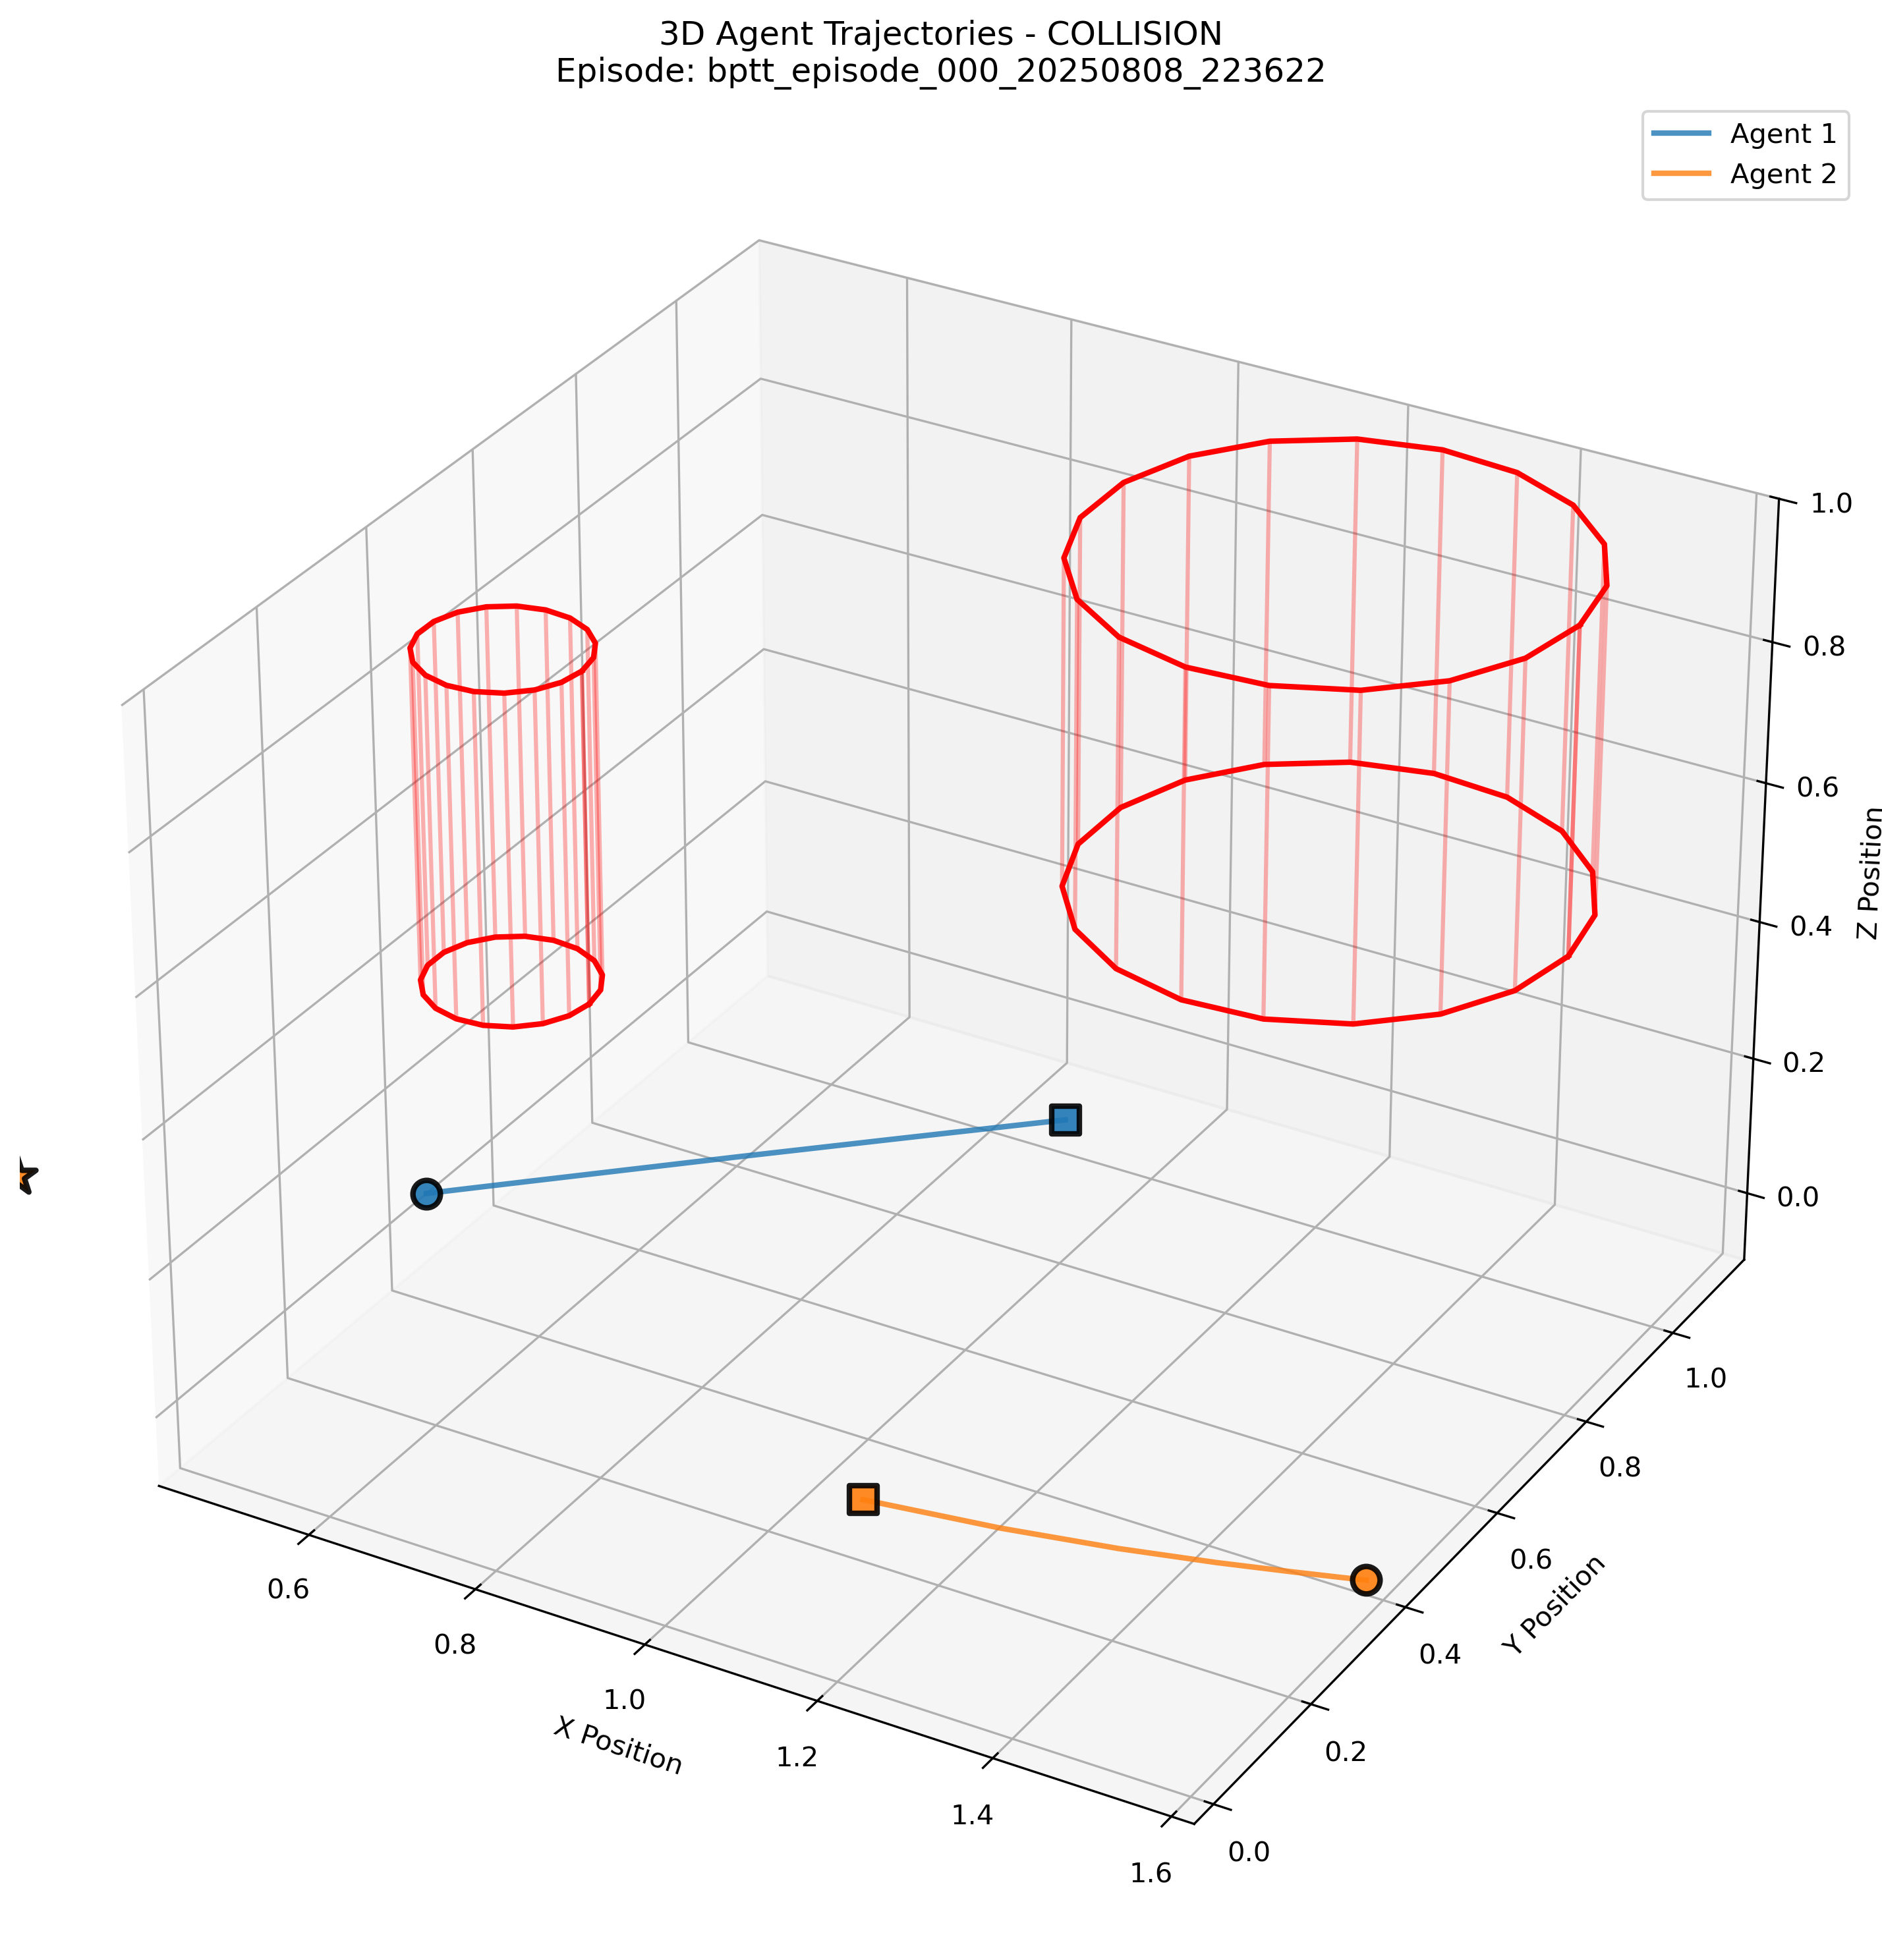 3D Agent Trajectories - COLLISION
Episode: bptt_episode_000_20250808_223622
Agent 1
Agent 2
1.0
0.8
0.6
0.4
0.2
0.0
Z Position
1.0
0.8
0.6
0.4
0.2
0.0
Y Position
0.6
0.8
1.0
1.2
1.4
1.6
X Position